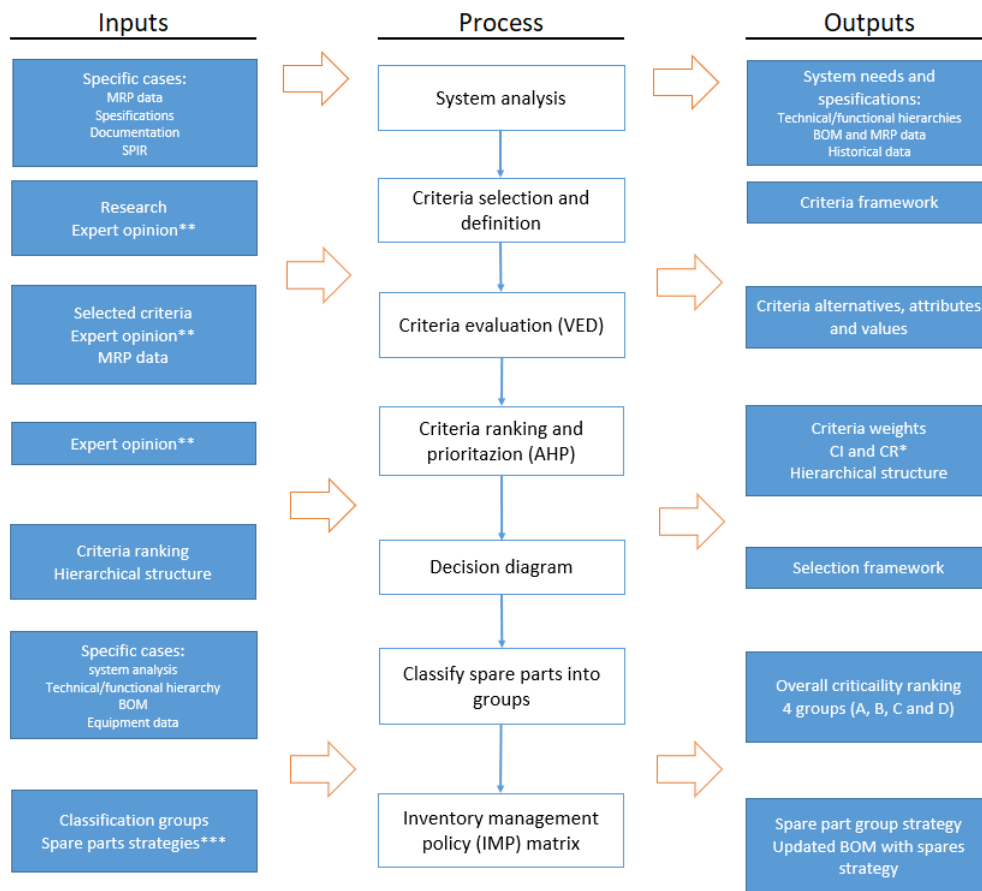 Inputs
Process
Outputs
Specific cases:
MRP data
Spesifications
Documentation
SPIR
System analysis
System needs and
spesifications:
Technical/functional hierarchies
BOM and MRP data
Historical data
Research
Expert opinion**
Criteria selection and
definition
Criteria framework
Selected criteria
Expert opinion**
MRP data
Criteria evaluation (VED)
Criteria alternatives, attributes
and values
Expert opinion**
Criteria ranking and
prioritazion (AHP)
Criteria weights
CI and CR*
Hierarchical structure
Criteria ranking
Hierarchical structure
Decision diagram
Selection framework
Specific cases:
system analysis
Technical/functional hierarchy
BOM
Equipment data
Classify spare parts into
groups
Overall criticaility ranking
4 groups (A, B, C and D)
Classification groups
Spare parts strategies***
Inventory management
policy (IMP) matrix
Spare part group strategy
Updated BOM with spares
strategy